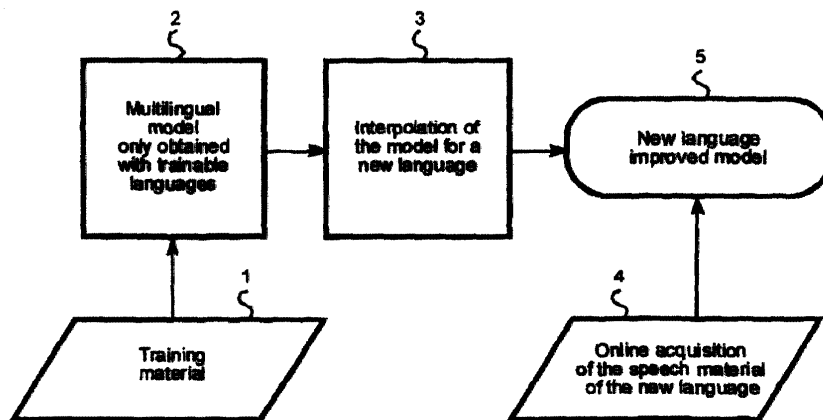 2
3
5
Multilingual
model
only obtained
with trainable
languages
Interpolation of
the model for a
new language
New language
improved model
1
4
Training
material
Online acquisition
of the speech material
of the new language